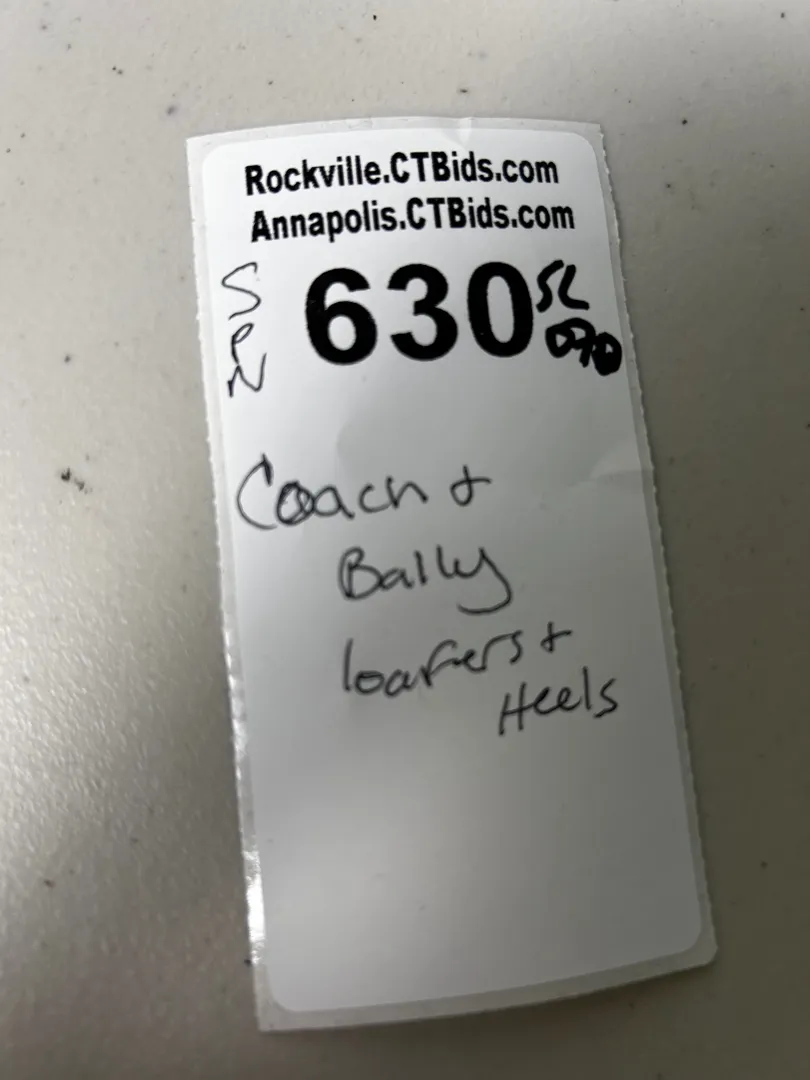 Rockville.CTBids.com
Annapolis.CTBids.com
630
SL
Coach +
Bally
loafers +
Heels